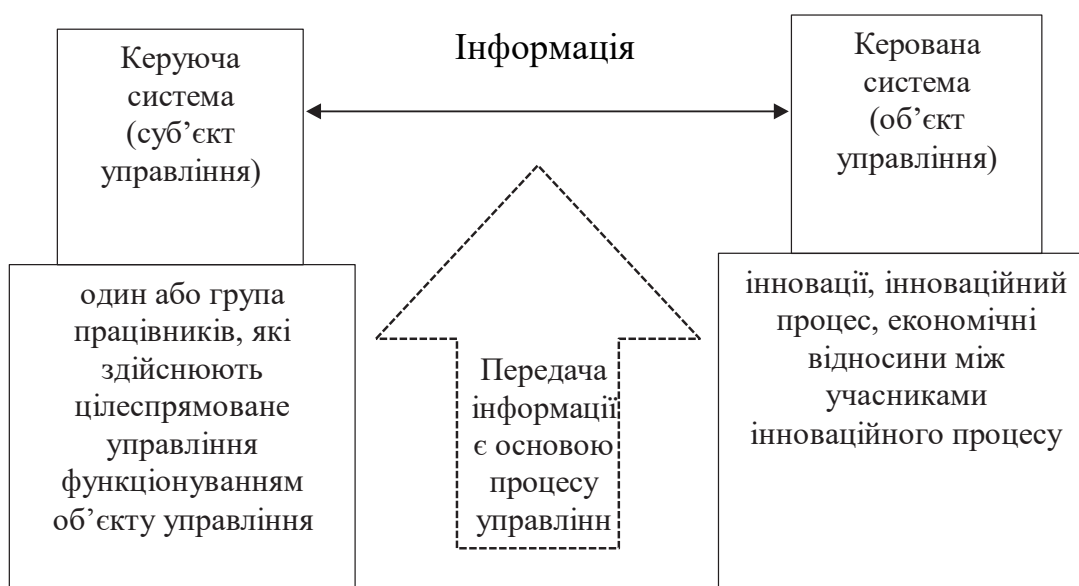 Керуюча
система
(суб’єкт
управління)
Інформація
Керована
система
(об’єкт
управління)
один або група
працівників, які
здійснюють
цілеспрямоване
управління
функціонуванням
об’єкту управління
Передача
інформації
є основою
процесу
управлінн
інновації, інноваційний
процес, економічні
відносини між
учасниками
інноваційного процесу